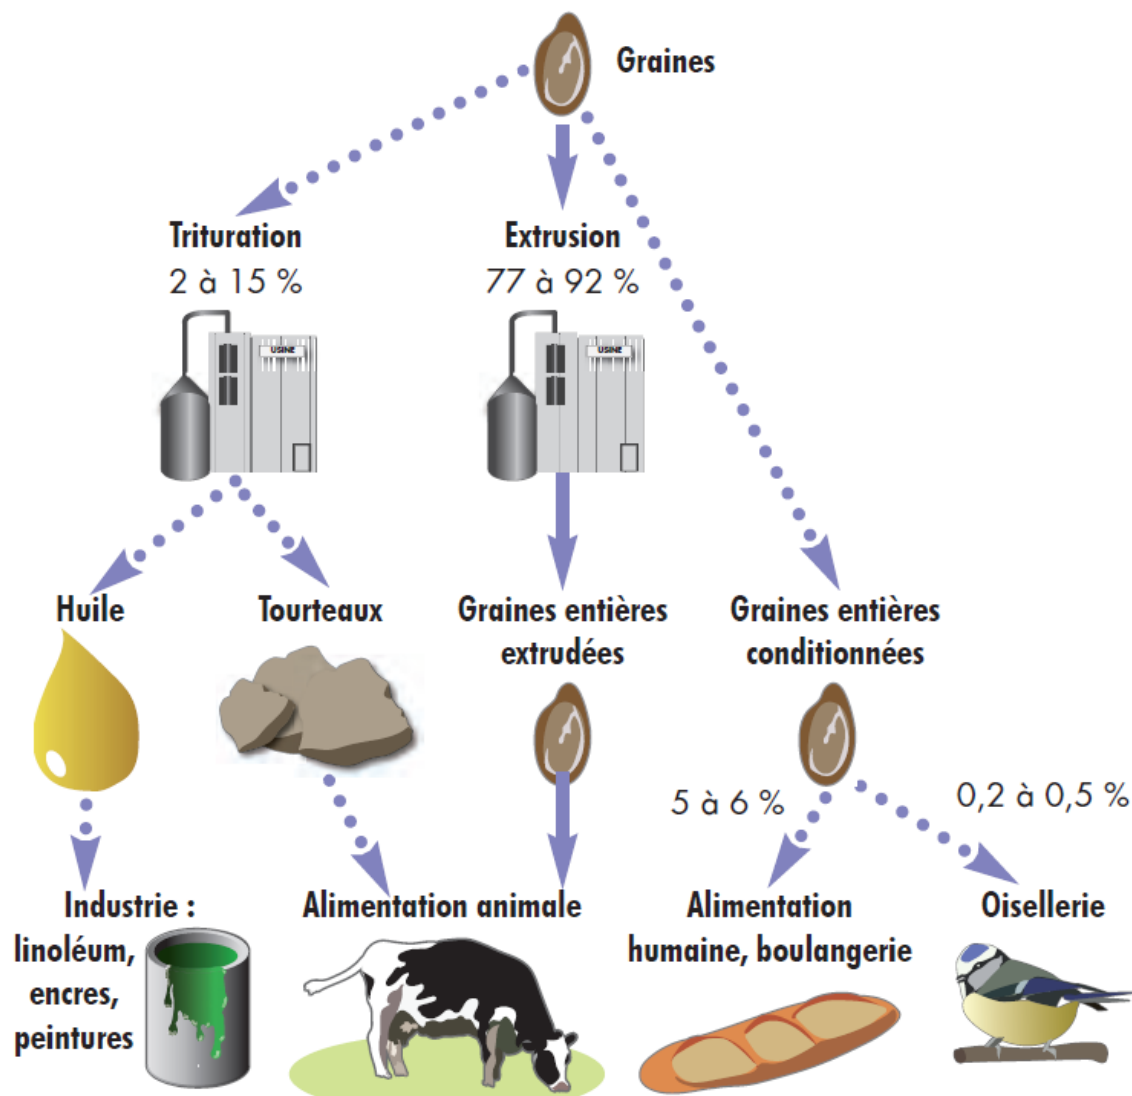 Graines
Trituration
2 à 15 %
Extrusion
77 à 92 %
USINE
USINE
Huile
Tourteaux
Graines entières
extrudées
Graines entières
conditionnées
5 à 6 %
0,2 à 0,5 %
Industrie :
linoléum,
encres,
peintures
Alimentation animale
Alimentation
humaine, boulangerie
Oisellerie